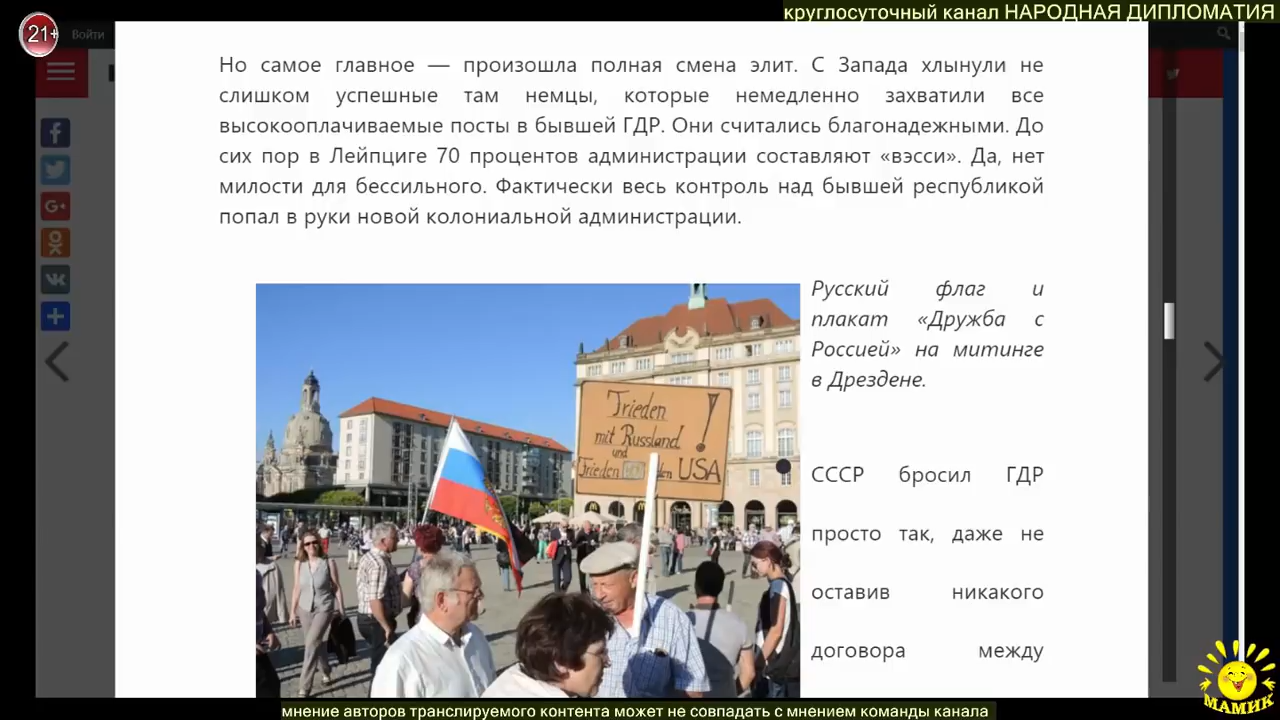 круглосуточный канал НАРОДНАЯ ДИПЛОМАТИЯ
21+
Войти
Но самое главное — произошла полная смена элит. С Запада хлынули не
слишком успешные там немцы, которые немедленно захватили все
высокооплачиваемые посты в бывшей ГДР. Они считались благонадежными. До
сих пор в Лейпциге 70 процентов администрации составляют «вэсси». Да, нет
милости для бессильного. Фактически весь контроль над бывшей республикой
попал в руки новой колониальной администрации.
Русский флаг и
плакат «Дружба с
Россией» на митинге
в Дрездене.
Frieden !
mit Russland
und
Frieden den USA
СССР бросил ГДР
просто так, даже не
оставив никакого
договора между
МАМИК
мнение авторов транслируемого контента может не совпадать с мнением команды канала